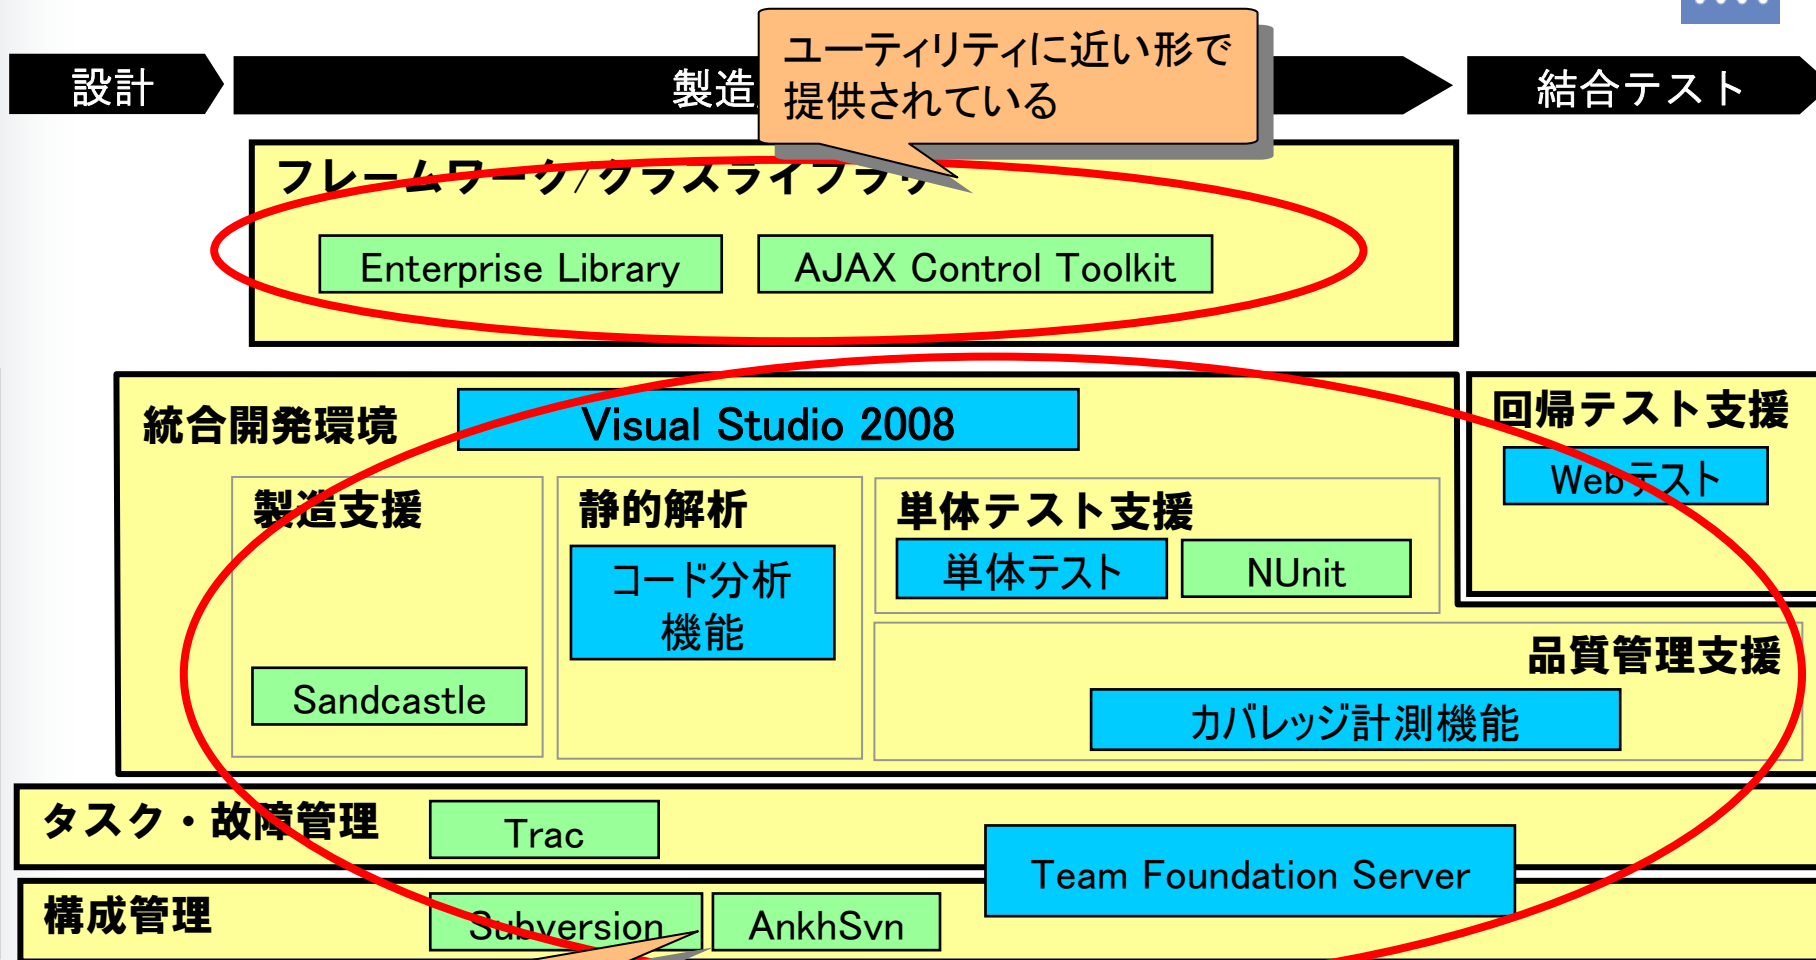 ユーティリティに近い形で
提供されている
設計
製造
結合テスト
フレームワーク/クラスライブラリ
Enterprise Library
AJAX Control Toolkit
統合開発環境
Visual Studio 2008
回帰テスト支援
Webテスト
製造支援
静的解析
単体テスト支援
コード分析
機能
単体テスト
NUnit
Sandcastle
品質管理支援
カバレッジ計測機能
タスク・故障管理
Trac
Team Foundation Server
構成管理
Subversion
AnkhSvn